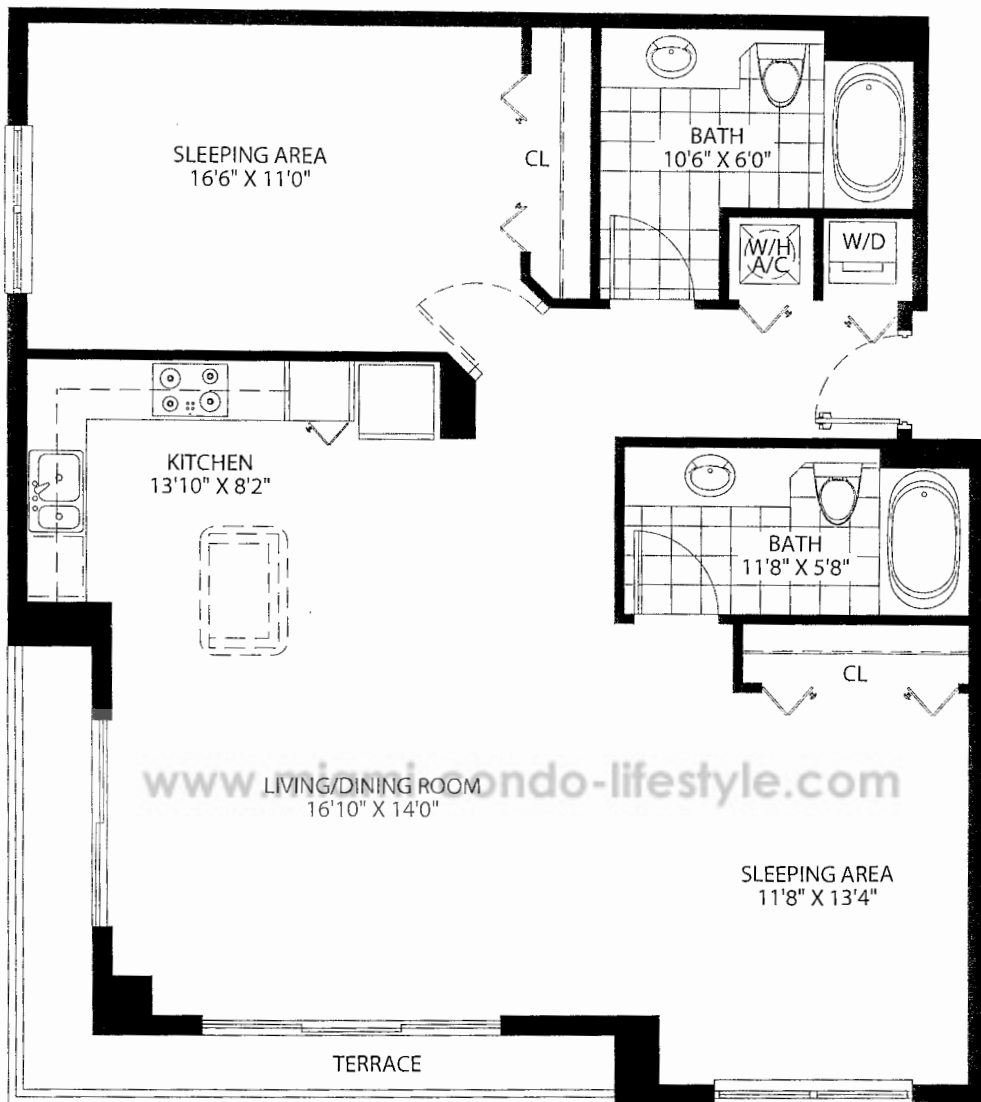 SLEEPING AREA
16'6" X 11'0"
CL
BATH
10'6" X 6'0"
W/H
A/C
W/D
KITCHEN
13'10" X 8'2"
BATH
11'8" X 5'8"
CL
www.miami-condo-lifestyle.com
LIVING/DINING ROOM
16'10" X 14'0"
SLEEPING AREA
11'8" X 13'4"
TERRACE